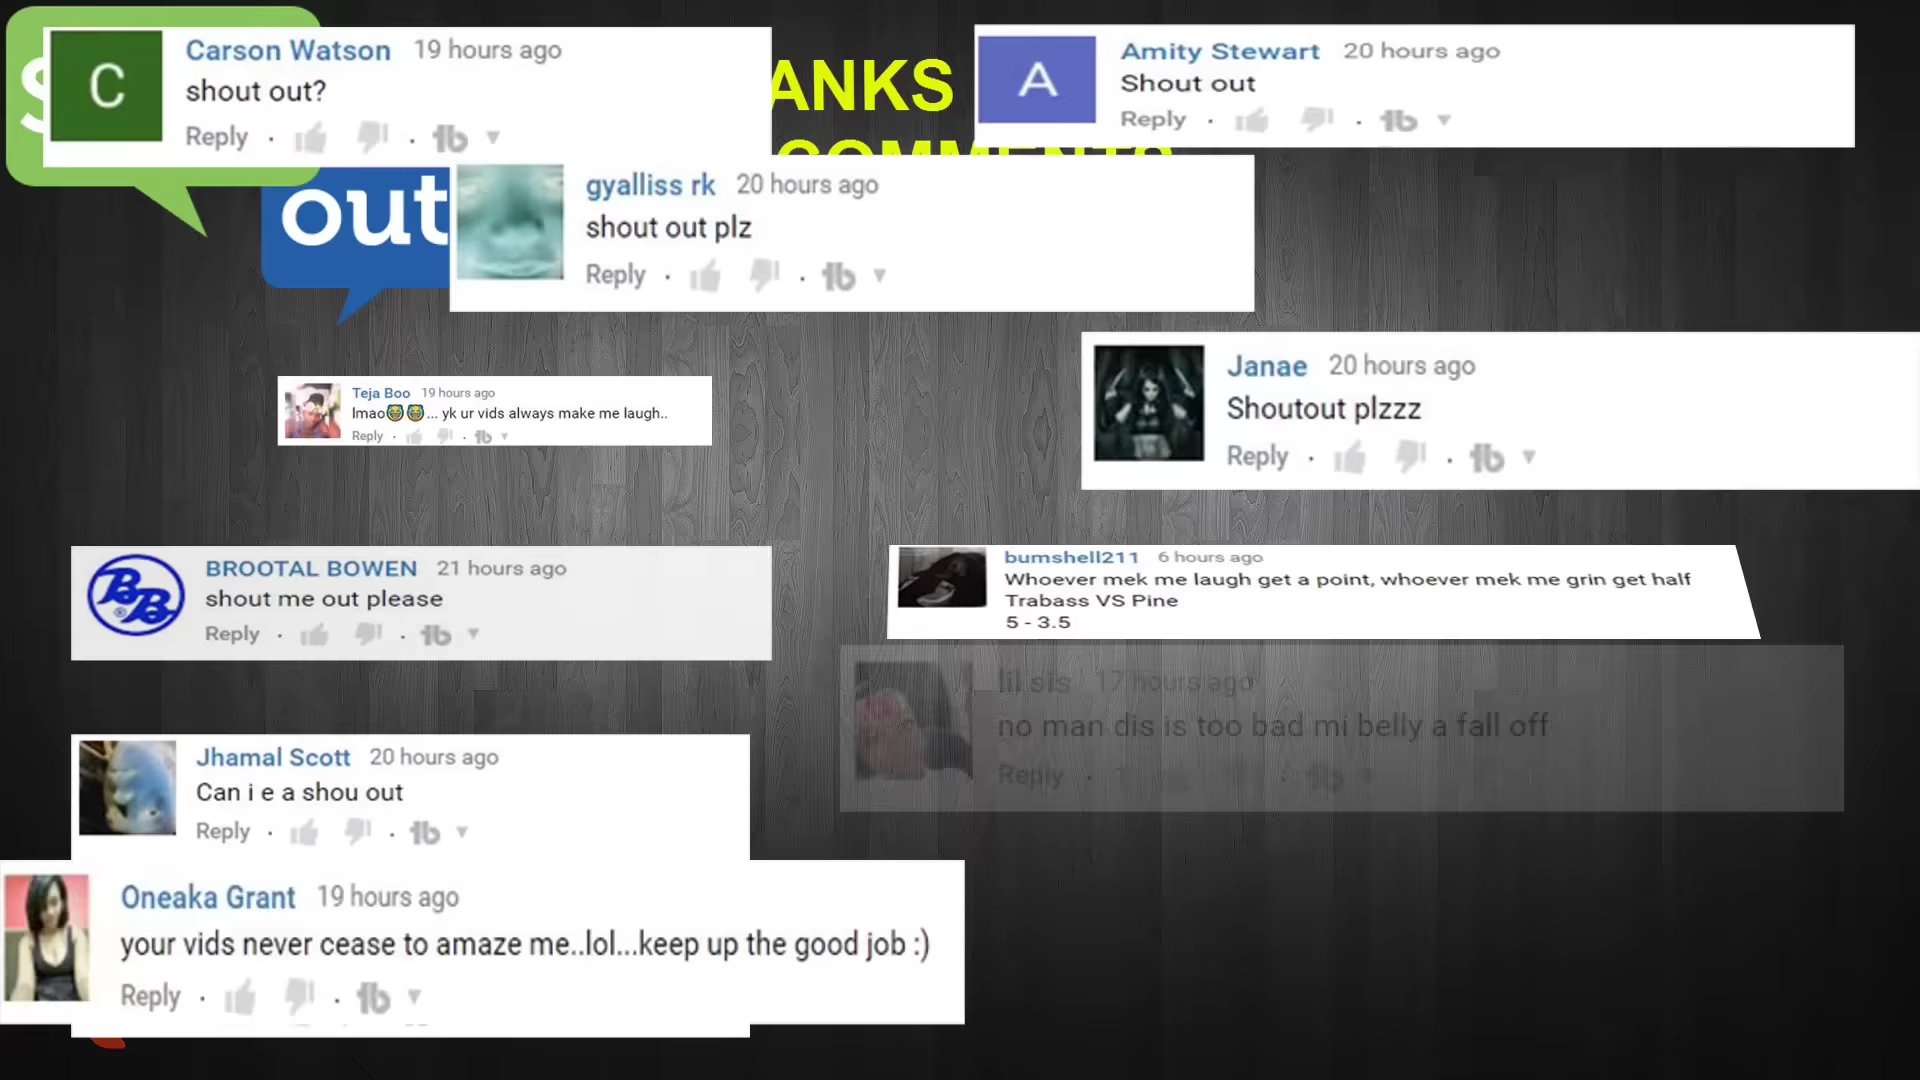 Carson Watson 19 hours ago
shout out?
Reply
ANKS
Amity Stewart 20 hours ago
Shout out
Reply
COMMENTS
out
gyalliss rk 20 hours ago
shout out plz
Reply
Janae 20 hours ago
Shoutout plzzz
Reply
Teja Boo 19 hours ago
lmao😂😂... yk ur vids always make me laugh..
Reply
BROOTAL BOWEN 21 hours ago
shout me out please
Reply
BB
bumshell211 6 hours ago
Whoever mek me laugh get a point, whoever mek me grin get half
Trabass VS Pine
5 - 3.5
lil sis 17 hours ago
no man dis is too bad mi belly a fall off
Reply
Jhamal Scott 20 hours ago
Can i e a shou out
Reply
Oneaka Grant 19 hours ago
your vids never cease to amaze me..lol...keep up the good job :)
Reply